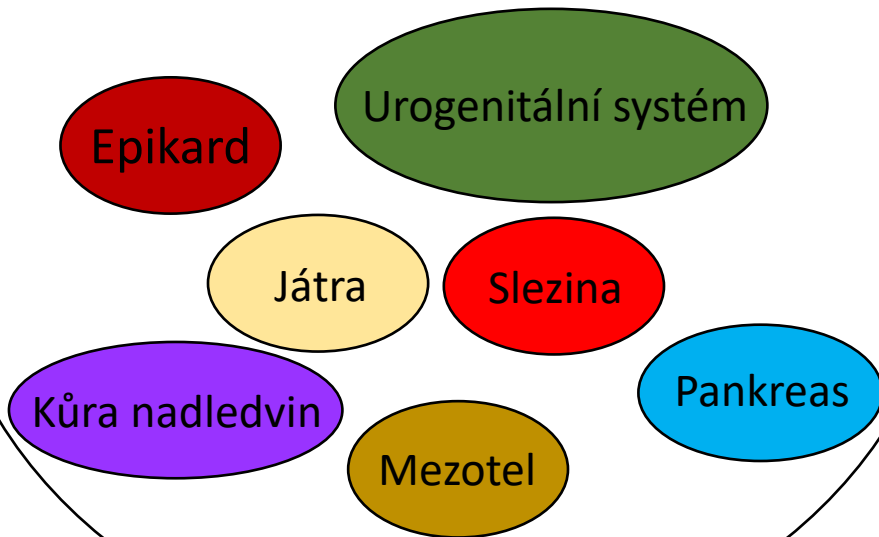 Urogenitální systém
Epikard
Játra
Slezina
Pankreas
Kůra nadledvin
Mezotel